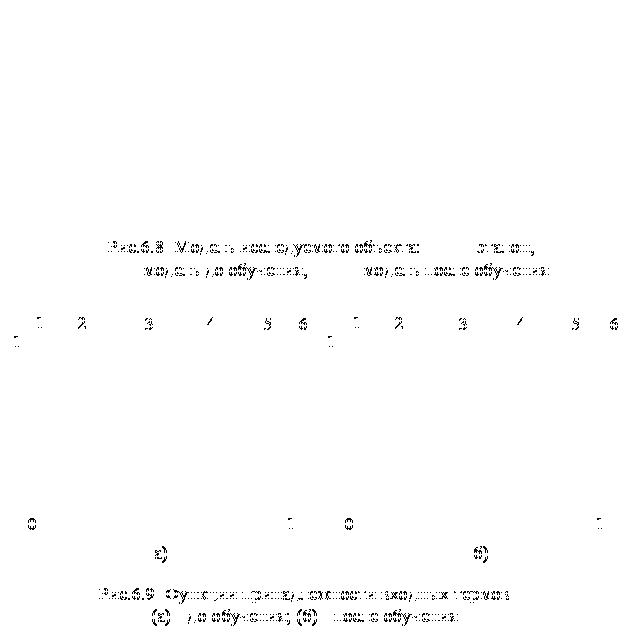 Рис.6.8 Модель исследуемого объекта: эталон,
модель до обучения, модель после обучения
1 2 3 4 5 6 1 2 3 4 5 6
1 1
0 1 0 1
а) б)
Рис.6.9 Функции принадлежности входных термов
(а) до обучения; (б) после обучения